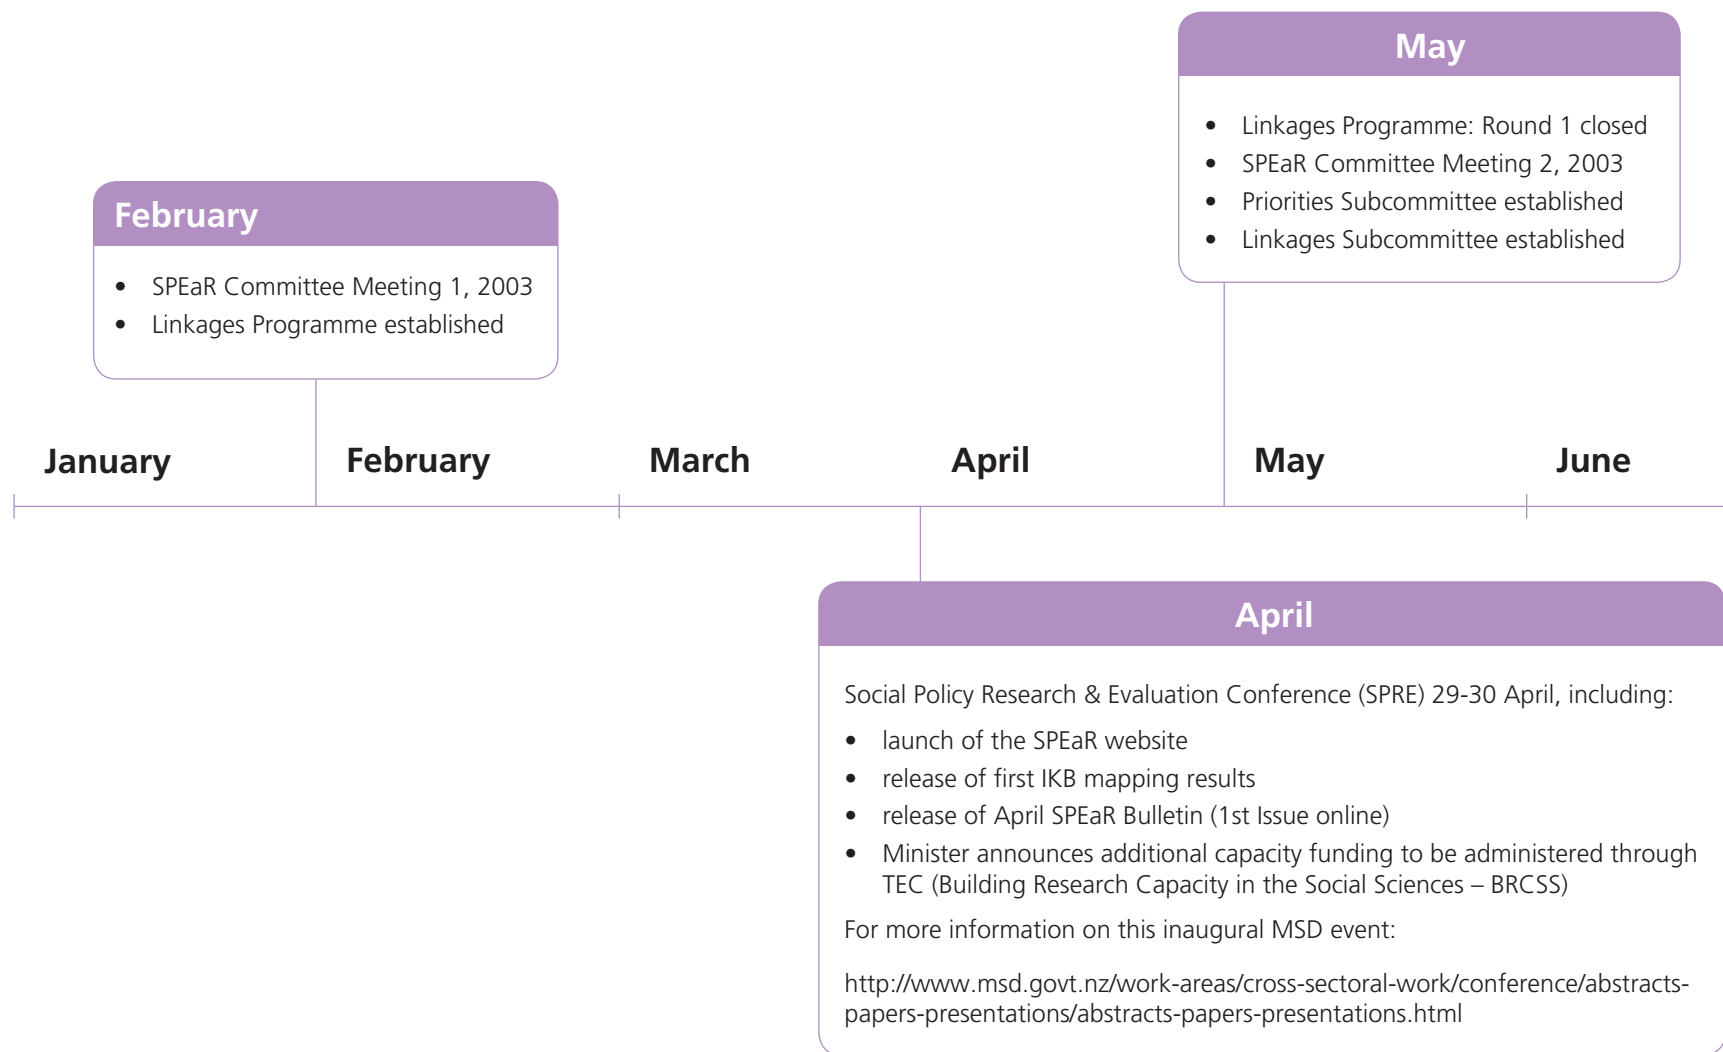 May
• Linkages Programme: Round 1 closed
• SPEaR Committee Meeting 2, 2003
• Priorities Subcommittee established
• Linkages Subcommittee established
February
• SPEaR Committee Meeting 1, 2003
• Linkages Programme established
January February March April May June
April
Social Policy Research & Evaluation Conference (SPRE) 29-30 April, including:
• launch of the SPEaR website
• release of first IKB mapping results
• release of April SPEaR Bulletin (1st Issue online)
• Minister announces additional capacity funding to be administered through
TEC (Building Research Capacity in the Social Sciences – BRCSS)
For more information on this inaugural MSD event:
http://www.msd.govt.nz/work-areas/cross-sectoral-work/conference/abstracts-
papers-presentations/abstracts-papers-presentations.html